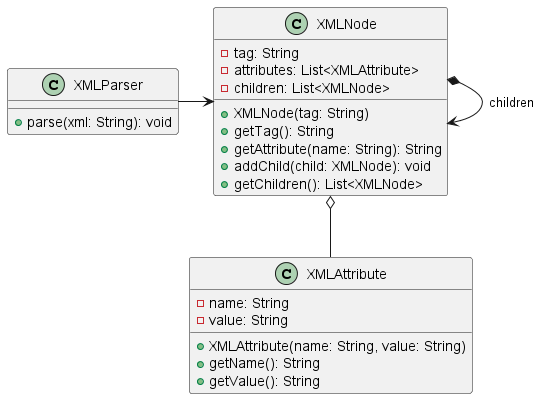 XMLNode
tag: String
attributes: List<XMLAttribute>
children: List<XMLNode>
XMLNode(tag: String)
getTag(): String
getAttribute(name: String): String
addChild(child: XMLNode): void
getChildren(): List<XMLNode>
XMLParser
parse(xml: String): void
children
XMLAttribute
name: String
value: String
XMLAttribute(name: String, value: String)
getName(): String
getValue(): String